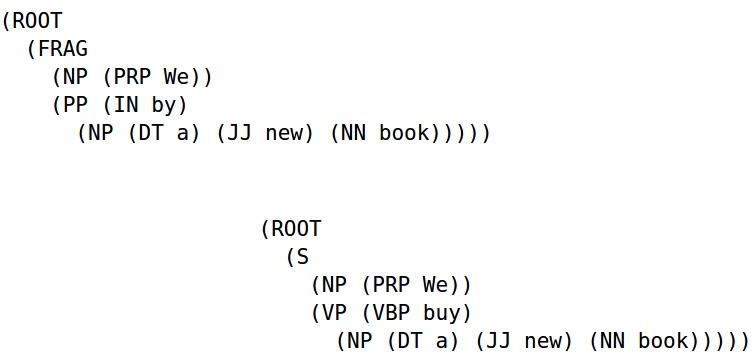 (ROOT
(FRAG
(NP (PRP We))
(PP (IN by)
(NP (DT a) (JJ new) (NN book)))))
(ROOT
(S
(NP (PRP We))
(VP (VBP buy)
(NP (DT a) (JJ new) (NN book)))))